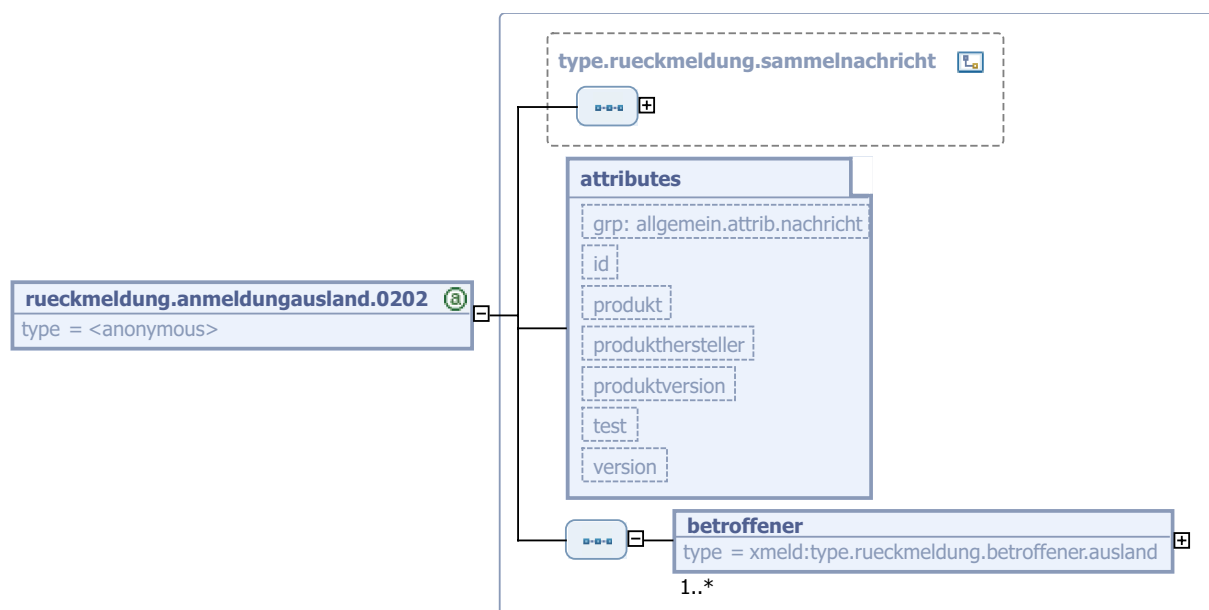 type.rueckmeldung.sammelnachricht
attributes
grp: allgemein.attrib.nachricht
id
rueckmeldung.anmeldungausland.0202 a
type = <anonymous>
produkt
produkthersteller
produktversion
test
version
betroffener
type = xmeld:type.rueckmeldung.betroffener.ausland
1..*